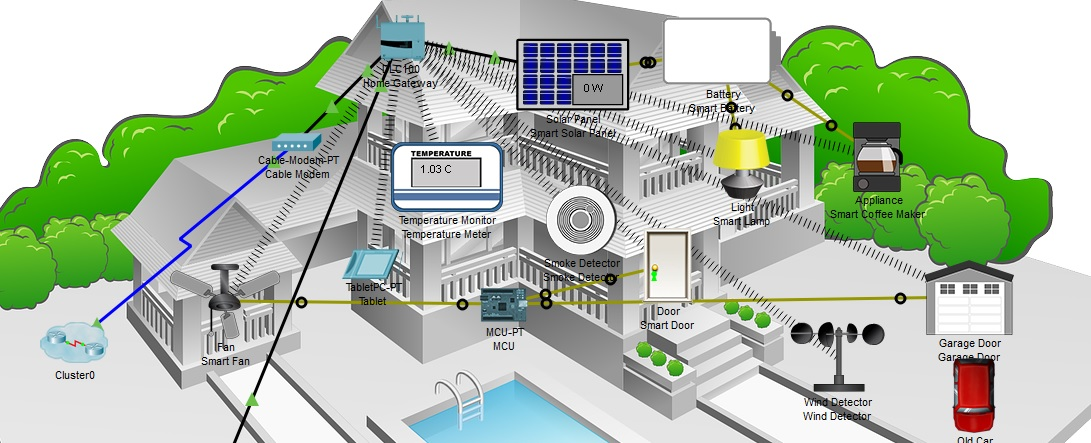 DLC100
Home Gateway
0 W
Solar Panel
Smart Solar Panel
Battery
Smart Battery
Cable-Modem-PT
Cable Modem
TEMPERATURE
1.03 C
Temperature Monitor
Temperature Meter
Light
Smart Lamp
Appliance
Smart Coffee Maker
Smoke Detector
Smoke Detector
TabletPC-PT
Tablet
MCU-PT
MCU
Door
Smart Door
Fan
Smart Fan
Cluster0
Garage Door
Garage Door
Wind Detector
Wind Detector
Old Car